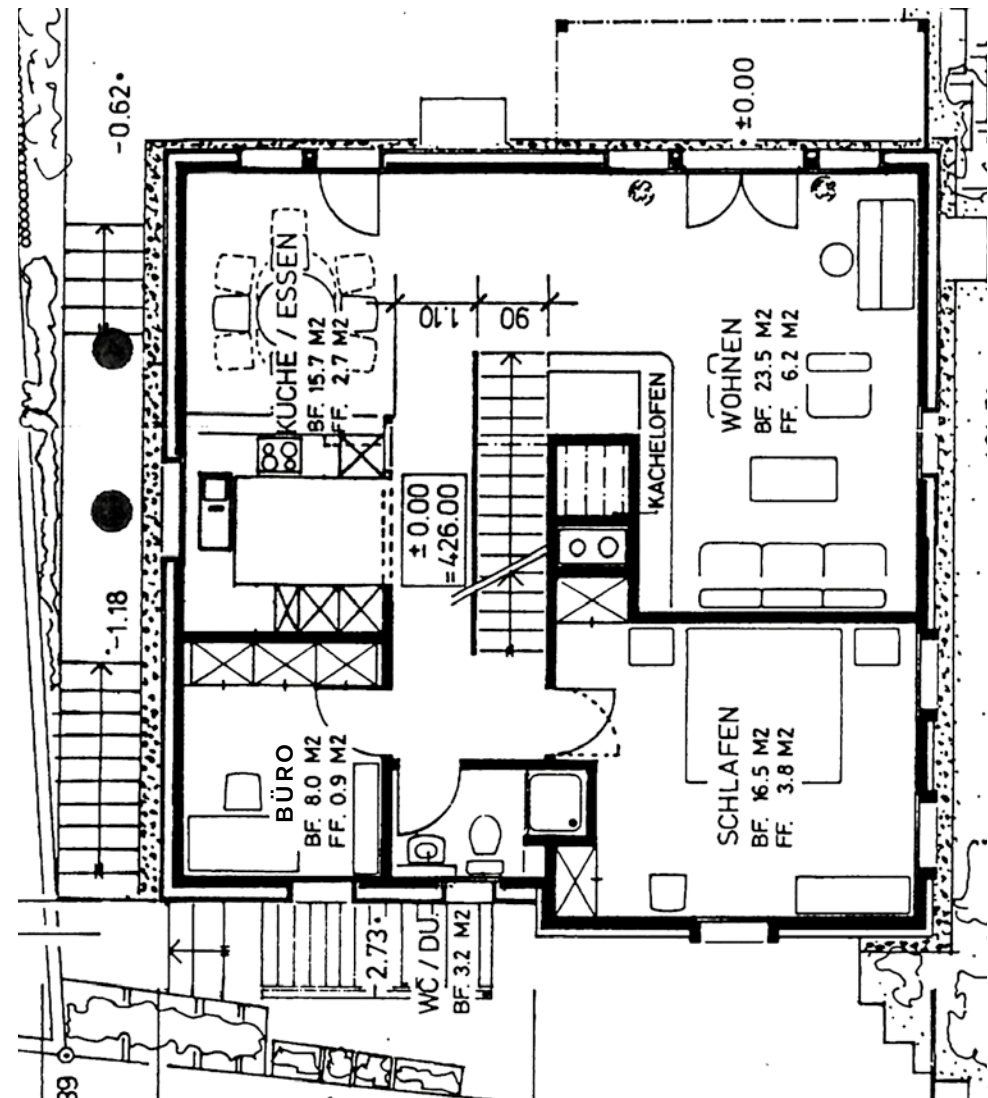 -0.62
±0.00
KÜCHE / ESSEN
BF. 15.7 M2
FF. 2.7 M2
1.10
90
WOHNEN
BF. 23.5 M2
FF. 6.2 M2
KACHELOFEN
±0.00
=426.00
-1.18
BÜRO
BF. 8.0 M2
FF. 0.9 M2
SCHLAFEN
BF. 16.5 M2
FF. 3.8 M2
2.73
WC / DU.
BF. 3.2 M2
39